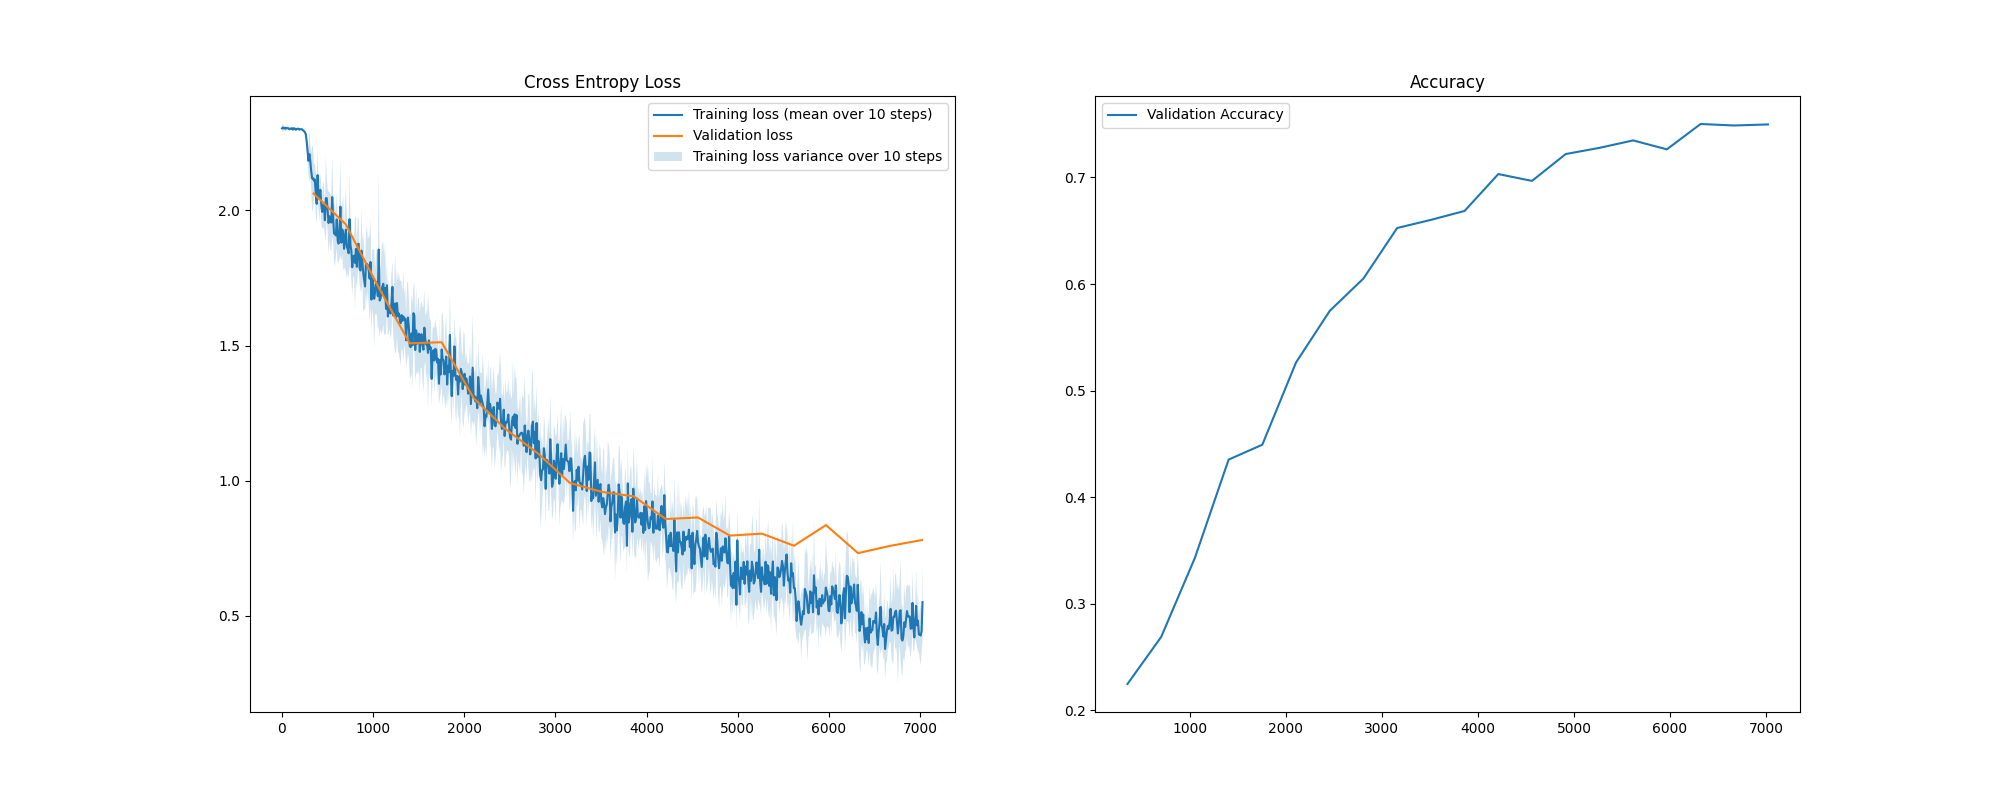 Cross Entropy Loss
Training loss (mean over 10 steps)
Validation loss
Training loss variance over 10 steps
2.0
1.5
1.0
0.5
0 1000 2000 3000 4000 5000 6000 7000
Accuracy
Validation Accuracy
0.7
0.6
0.5
0.4
0.3
0.2
1000 2000 3000 4000 5000 6000 7000